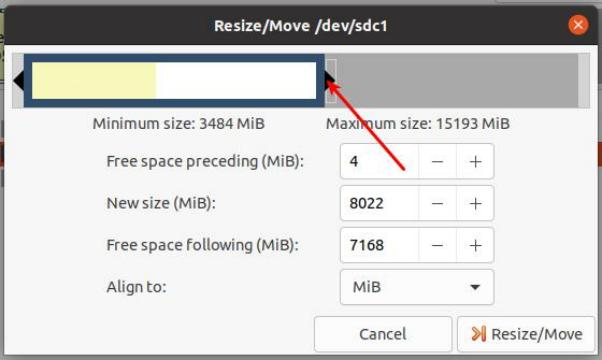 Resize/Move /dev/sdc1
Minimum size: 3484 MiB Maximum size: 15193 MiB
Free space preceding (MiB): 4
New size (MiB): 8022
Free space following (MiB): 7168
Align to: MiB
Cancel Resize/Move